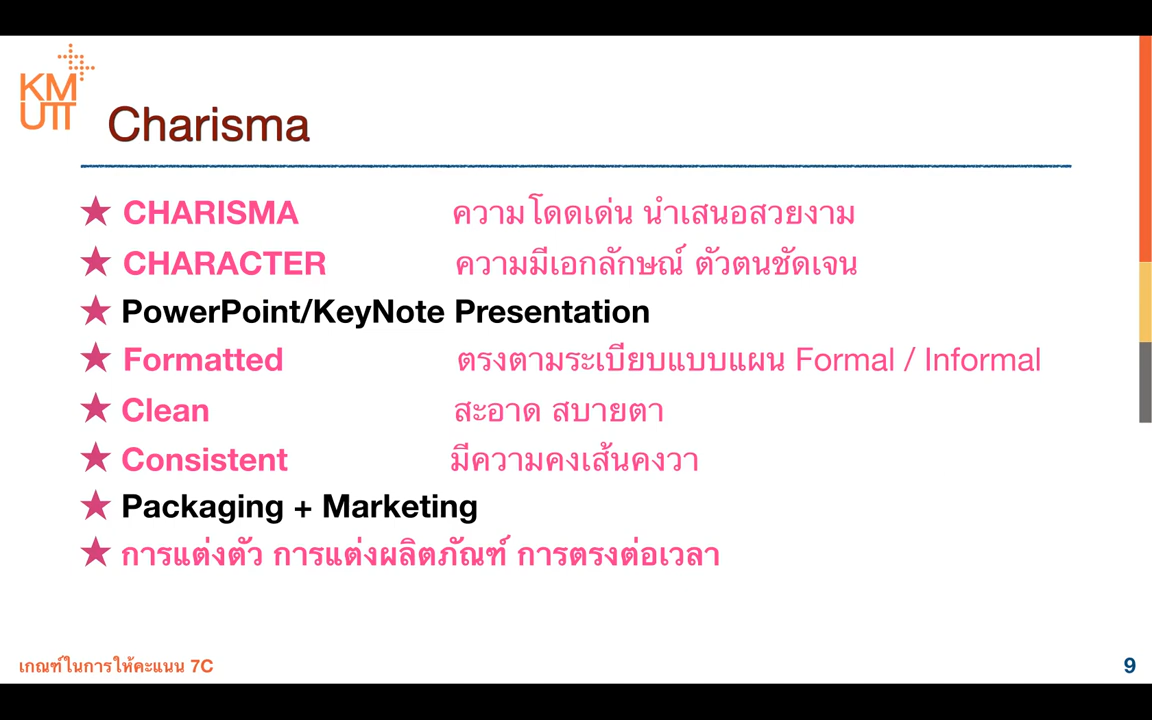 KM
UTT
Charisma
★ CHARISMA ความโดดเด่น นำเสนอสวยงาม
★ CHARACTER ความมีเอกลักษณ์ ตัวตนชัดเจน
★ PowerPoint/KeyNote Presentation
★ Formatted ตรงตามระเบียบแบบแผน Formal / Informal
★ Clean สะอาด สบายตา
★ Consistent มีความคงเส้นคงวา
★ Packaging + Marketing
★ การแต่งตัว การแต่งผลิตภัณฑ์ การตรงต่อเวลา
เกณฑ์ในการให้คะแนน 7C
9